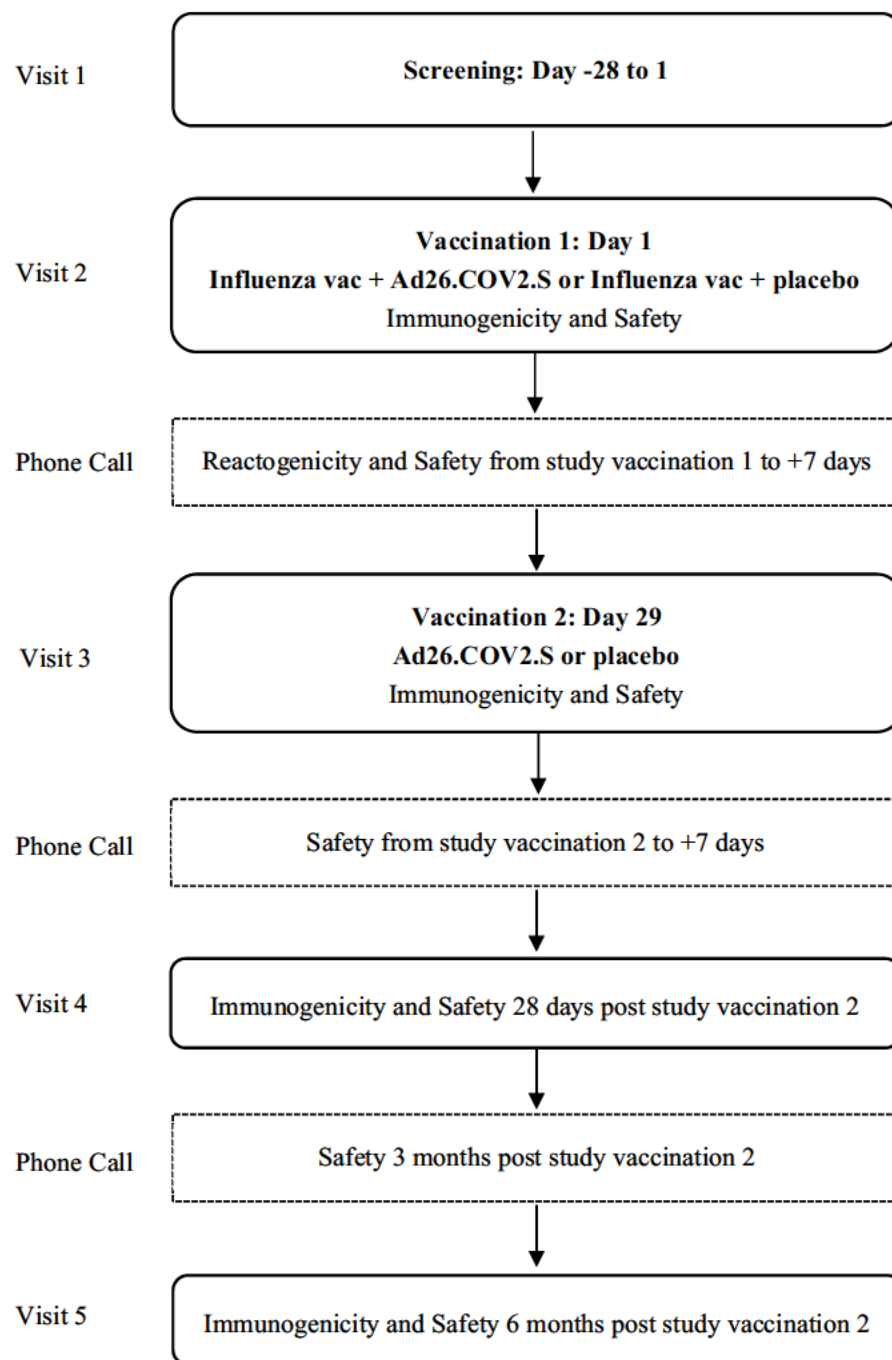 Visit 1
Screening: Day -28 to 1
Visit 2
Vaccination 1: Day 1
Influenza vac + Ad26.COV2.S or Influenza vac + placebo
Immunogenicity and Safety
Phone Call
Reactogenicity and Safety from study vaccination 1 to +7 days
Visit 3
Vaccination 2: Day 29
Ad26.COV2.S or placebo
Immunogenicity and Safety
Phone Call
Safety from study vaccination 2 to +7 days
Visit 4
Immunogenicity and Safety 28 days post study vaccination 2
Phone Call
Safety 3 months post study vaccination 2
Visit 5
Immunogenicity and Safety 6 months post study vaccination 2